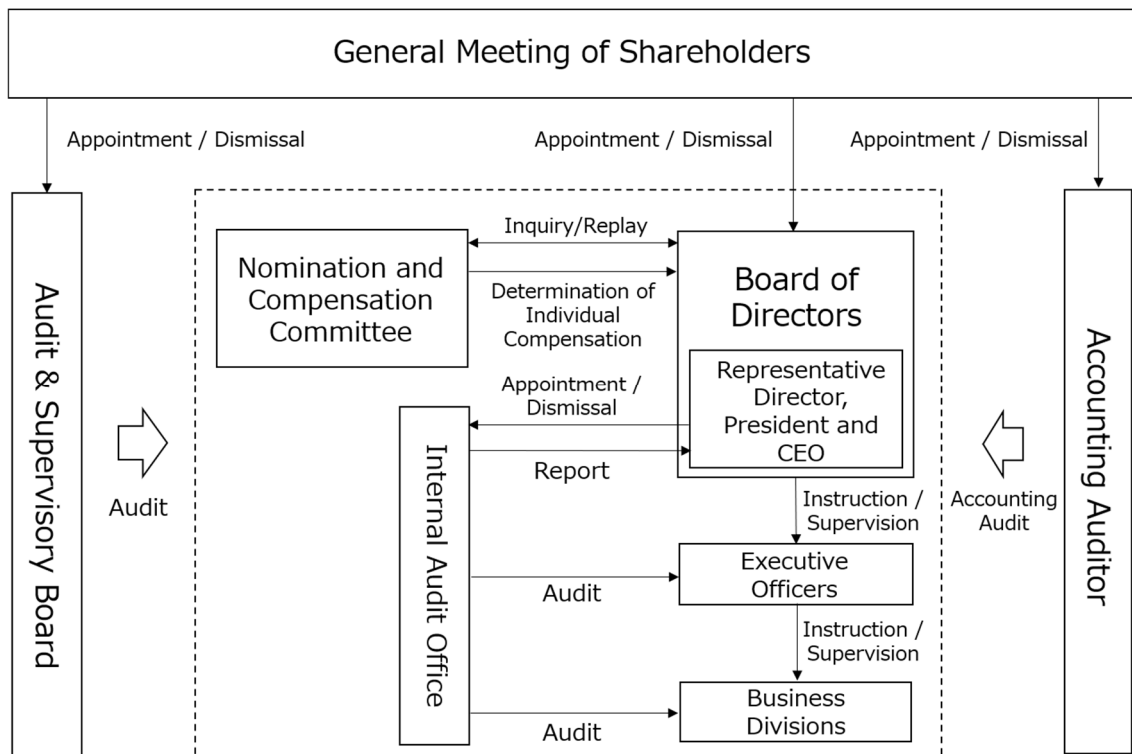 General Meeting of Shareholders
Appointment / Dismissal
Appointment / Dismissal
Appointment / Dismissal
Audit & Supervisory Board
Audit
Nomination and
Compensation
Committee
Inquiry/Replay
Determination of
Individual
Compensation
Board of
Directors
Representative
Director,
President and
CEO
Appointment /
Dismissal
Report
Internal Audit Office
Instruction /
Supervision
Executive
Officers
Audit
Instruction /
Supervision
Business
Divisions
Audit
Accounting
Audit
Accounting Auditor